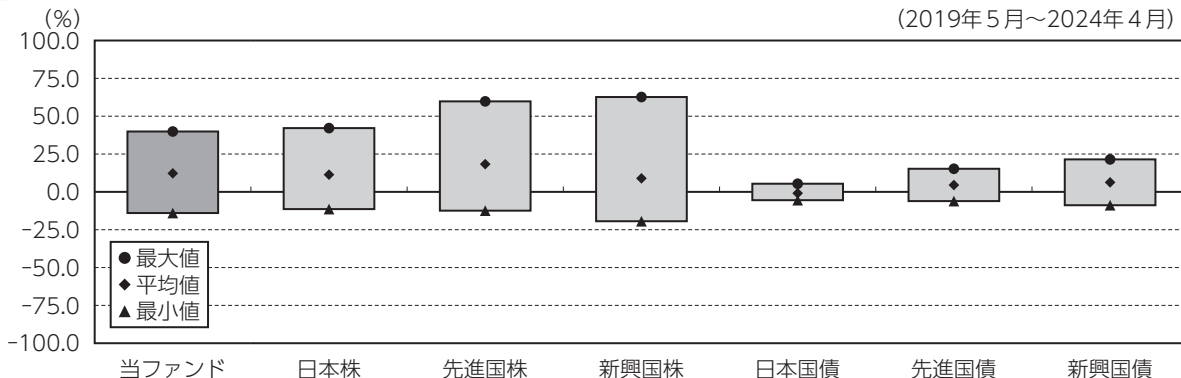 (%)
(2019年5月～2024年4月)
100.0
75.0
50.0
25.0
0.0
-25.0
-50.0
-75.0
-100.0
●最大値
◆平均値
▲最小値
当ファンド 日本株 先進国株 新興国株 日本国債 先進国債 新興国債